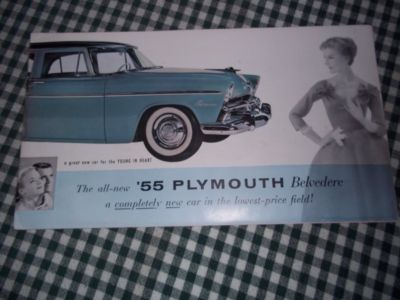 a great new car for the YOUNG IN HEART
The all-new '55 PLYMOUTH Belvedere
a completely new car in the lowest-price field!